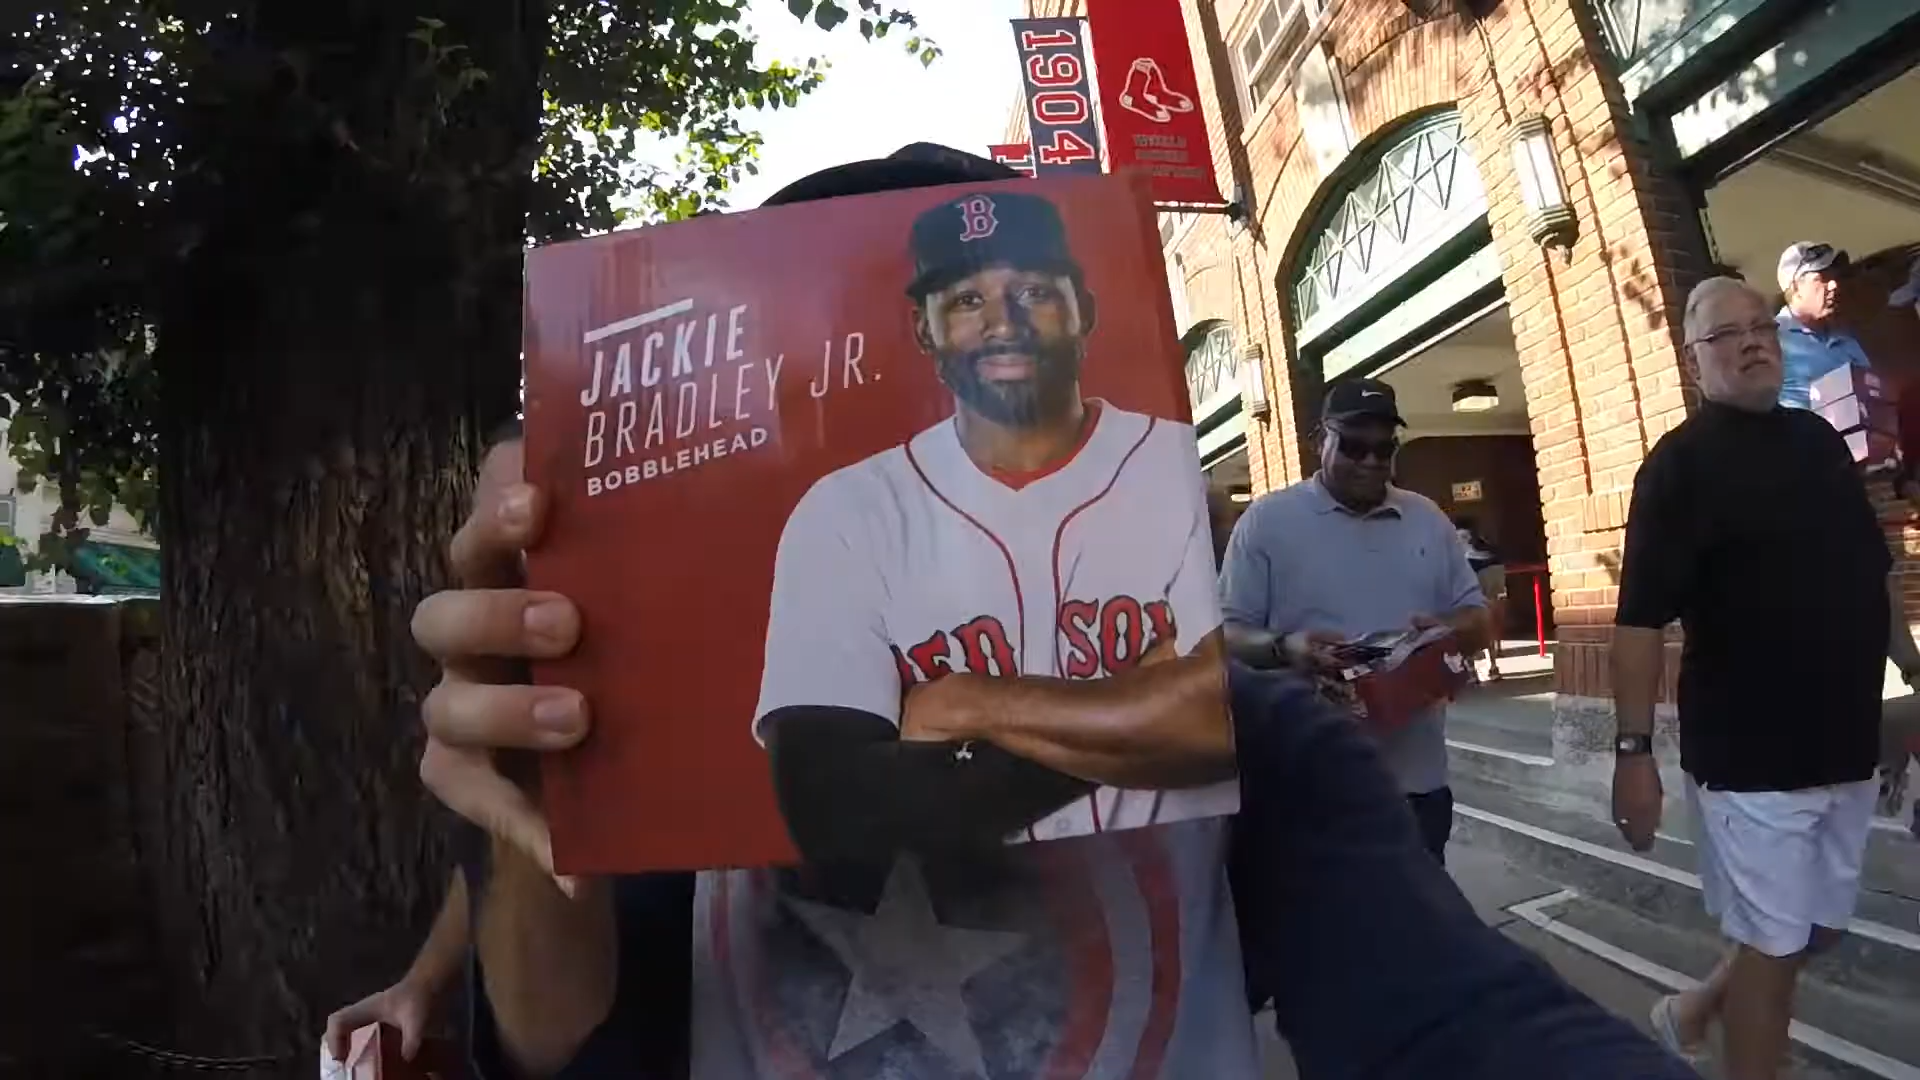 1904
JACKIE
BRADLEY JR.
BOBBLEHEAD
B
RED SOX